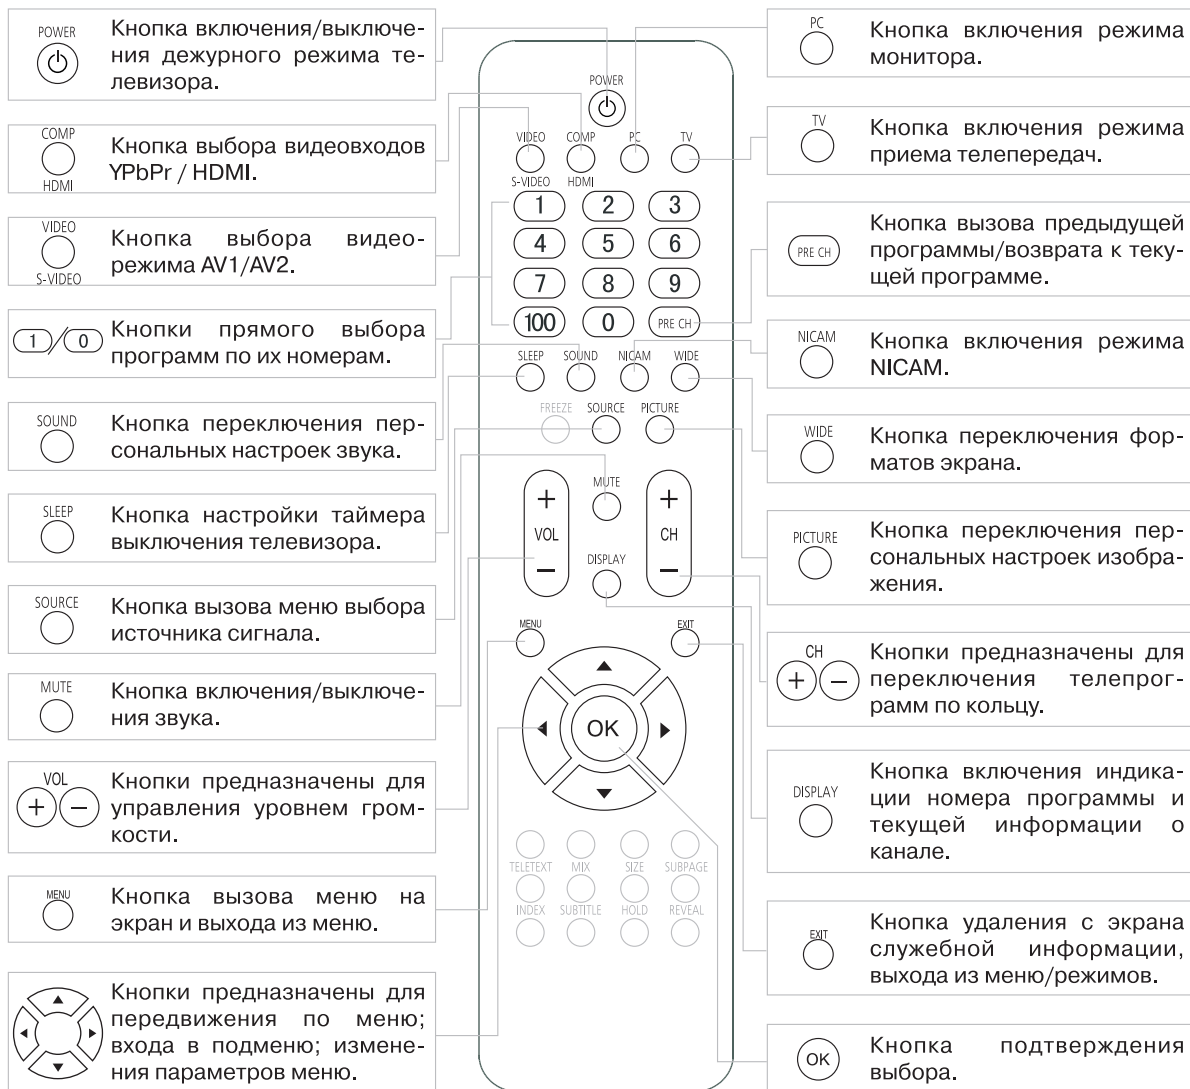 POWER
Кнопка включения/выключе-
ния дежурного режима те-
левизора.
COMP
HDMI
Кнопка выбора видеовходов
YPbPr / HDMI.
VIDEO
S-VIDEO
Кнопка выбора видео-
режима AV1/AV2.
1/0
Кнопки прямого выбора
программ по их номерам.
SOUND
Кнопка переключения пер-
сональных настроек звука.
SLEEP
Кнопка настройки таймера
выключения телевизора.
SOURCE
Кнопка вызова меню выбора
источника сигнала.
MUTE
Кнопка включения/выключе-
ния звука.
VOL
+ −
Кнопки предназначены для
управления уровнем гром-
кости.
MENU
Кнопка вызова меню на
экран и выхода из меню.
Кнопки предназначены для
передвижения по меню;
входа в подменю; измене-
ния параметров меню.
POWER
VIDEO COMP PC TV
S-VIDEO HDMI
1 2 3
4 5 6
7 8 9
100 0 PRE CH
SLEEP SOUND NICAM WIDE
FREEZE SOURCE PICTURE
+ MUTE +
VOL CH
− DISPLAY −
MENU EXIT
OK
TELETEXT MIX SIZE SUBPAGE
INDEX SUBTITLE HOLD REVEAL
PC
Кнопка включения режима
монитора.
TV
Кнопка включения режима
приема телепередач.
PRE CH
Кнопка вызова предыдущей
программы/возврата к теку-
щей программе.
NICAM
Кнопка включения режима
NICAM.
WIDE
Кнопка переключения фор-
матов экрана.
PICTURE
Кнопка переключения пер-
сональных настроек изобра-
жения.
CH
+ −
Кнопки предназначены для
переключения телепрог-
рамм по кольцу.
DISPLAY
Кнопка включения индика-
ции номера программы и
текущей информации о
канале.
EXIT
Кнопка удаления с экрана
служебной информации,
выхода из меню/режимов.
OK
Кнопка подтверждения
выбора.